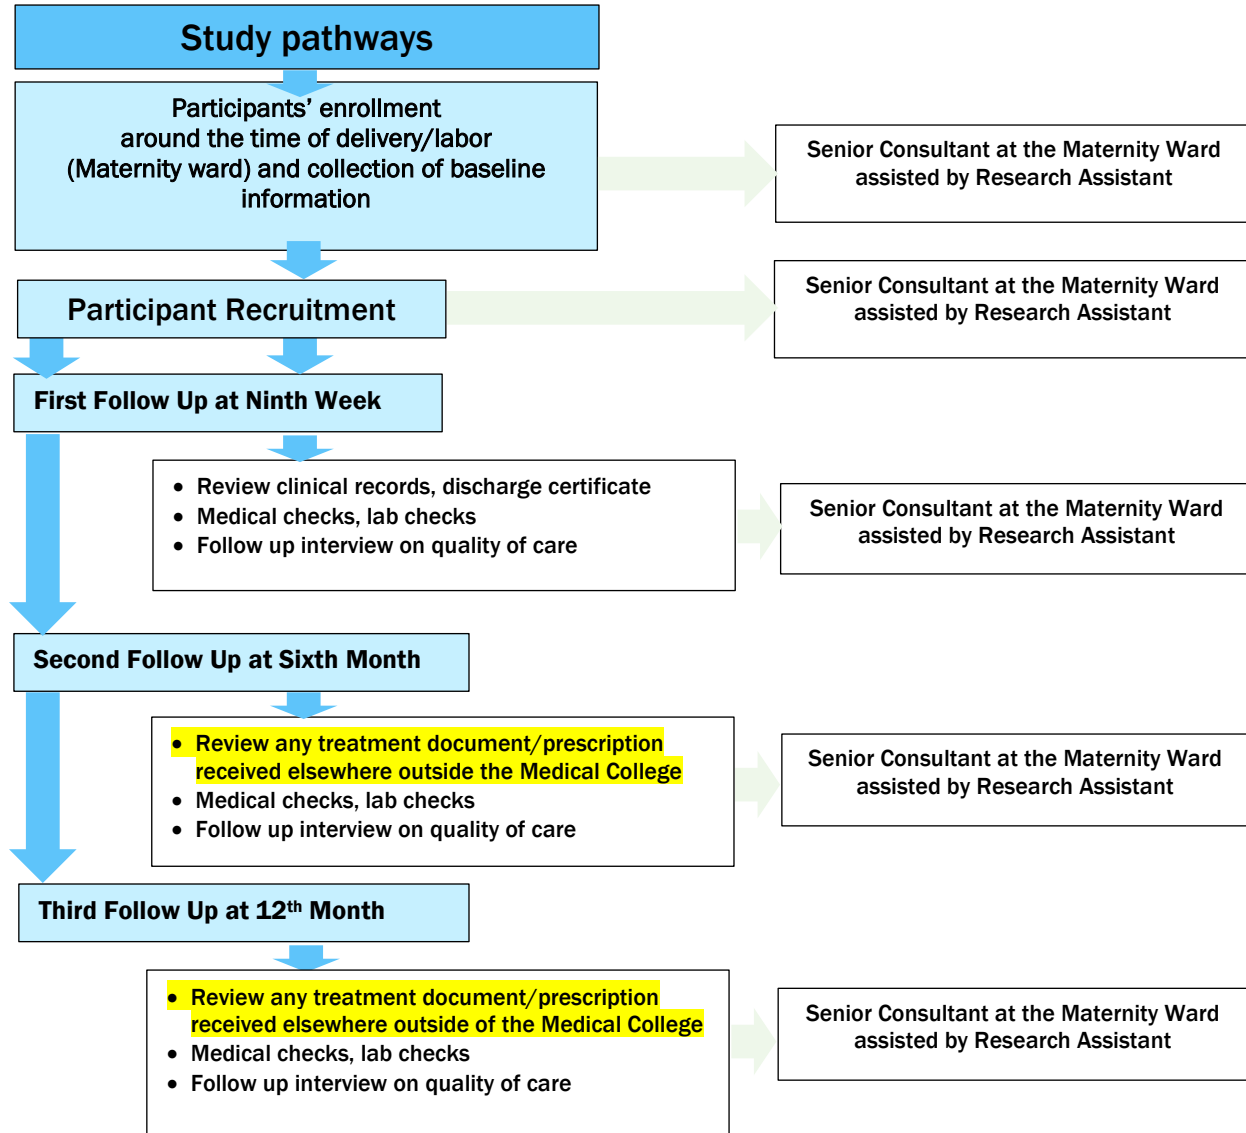 Study pathways
Participants’ enrollment
around the time of delivery/labor
(Maternity ward) and collection of baseline
information
Senior Consultant at the Maternity Ward
assisted by Research Assistant
Participant Recruitment
Senior Consultant at the Maternity Ward
assisted by Research Assistant
First Follow Up at Ninth Week
• Review clinical records, discharge certificate
• Medical checks, lab checks
• Follow up interview on quality of care
Senior Consultant at the Maternity Ward
assisted by Research Assistant
Second Follow Up at Sixth Month
• Review any treatment document/prescription
received elsewhere outside the Medical College
• Medical checks, lab checks
• Follow up interview on quality of care
Senior Consultant at the Maternity Ward
assisted by Research Assistant
Third Follow Up at 12th Month
• Review any treatment document/prescription
received elsewhere outside of the Medical College
• Medical checks, lab checks
• Follow up interview on quality of care
Senior Consultant at the Maternity Ward
assisted by Research Assistant